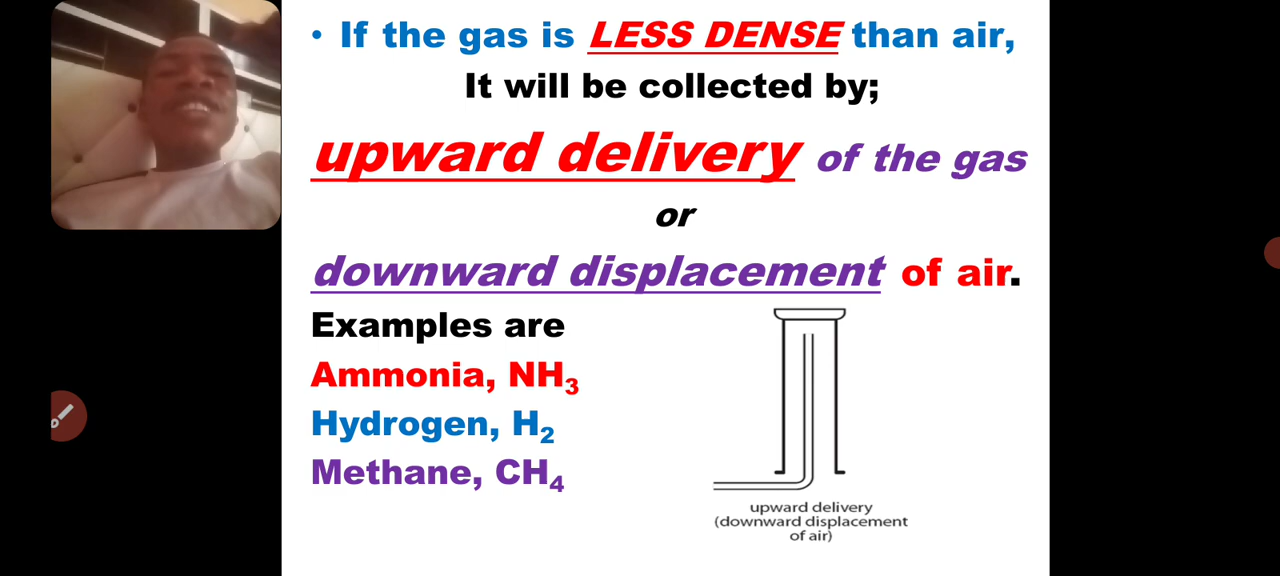 • If the gas is LESS DENSE than air,
It will be collected by;
upward delivery of the gas
or
downward displacement of air.
Examples are
Ammonia, NH₃
Hydrogen, H₂
Methane, CH₄
upward delivery
(downward displacement
of air)